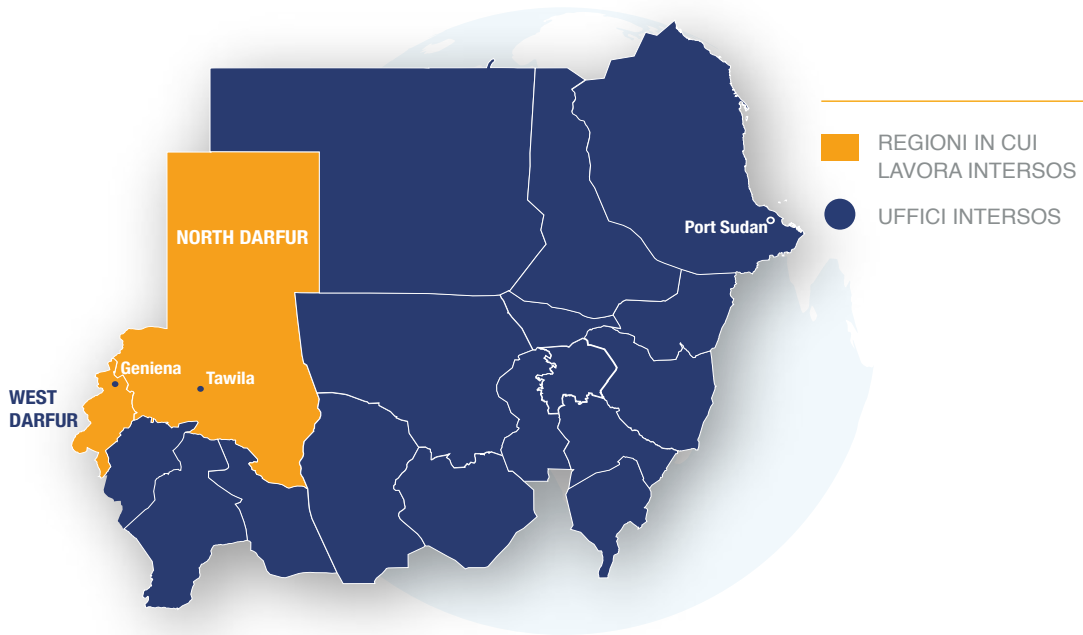 REGIONI IN CUI
LAVORA INTERSOS
UFFICI INTERSOS
Port Sudan
NORTH DARFUR
Geniena
Tawila
WEST
DARFUR